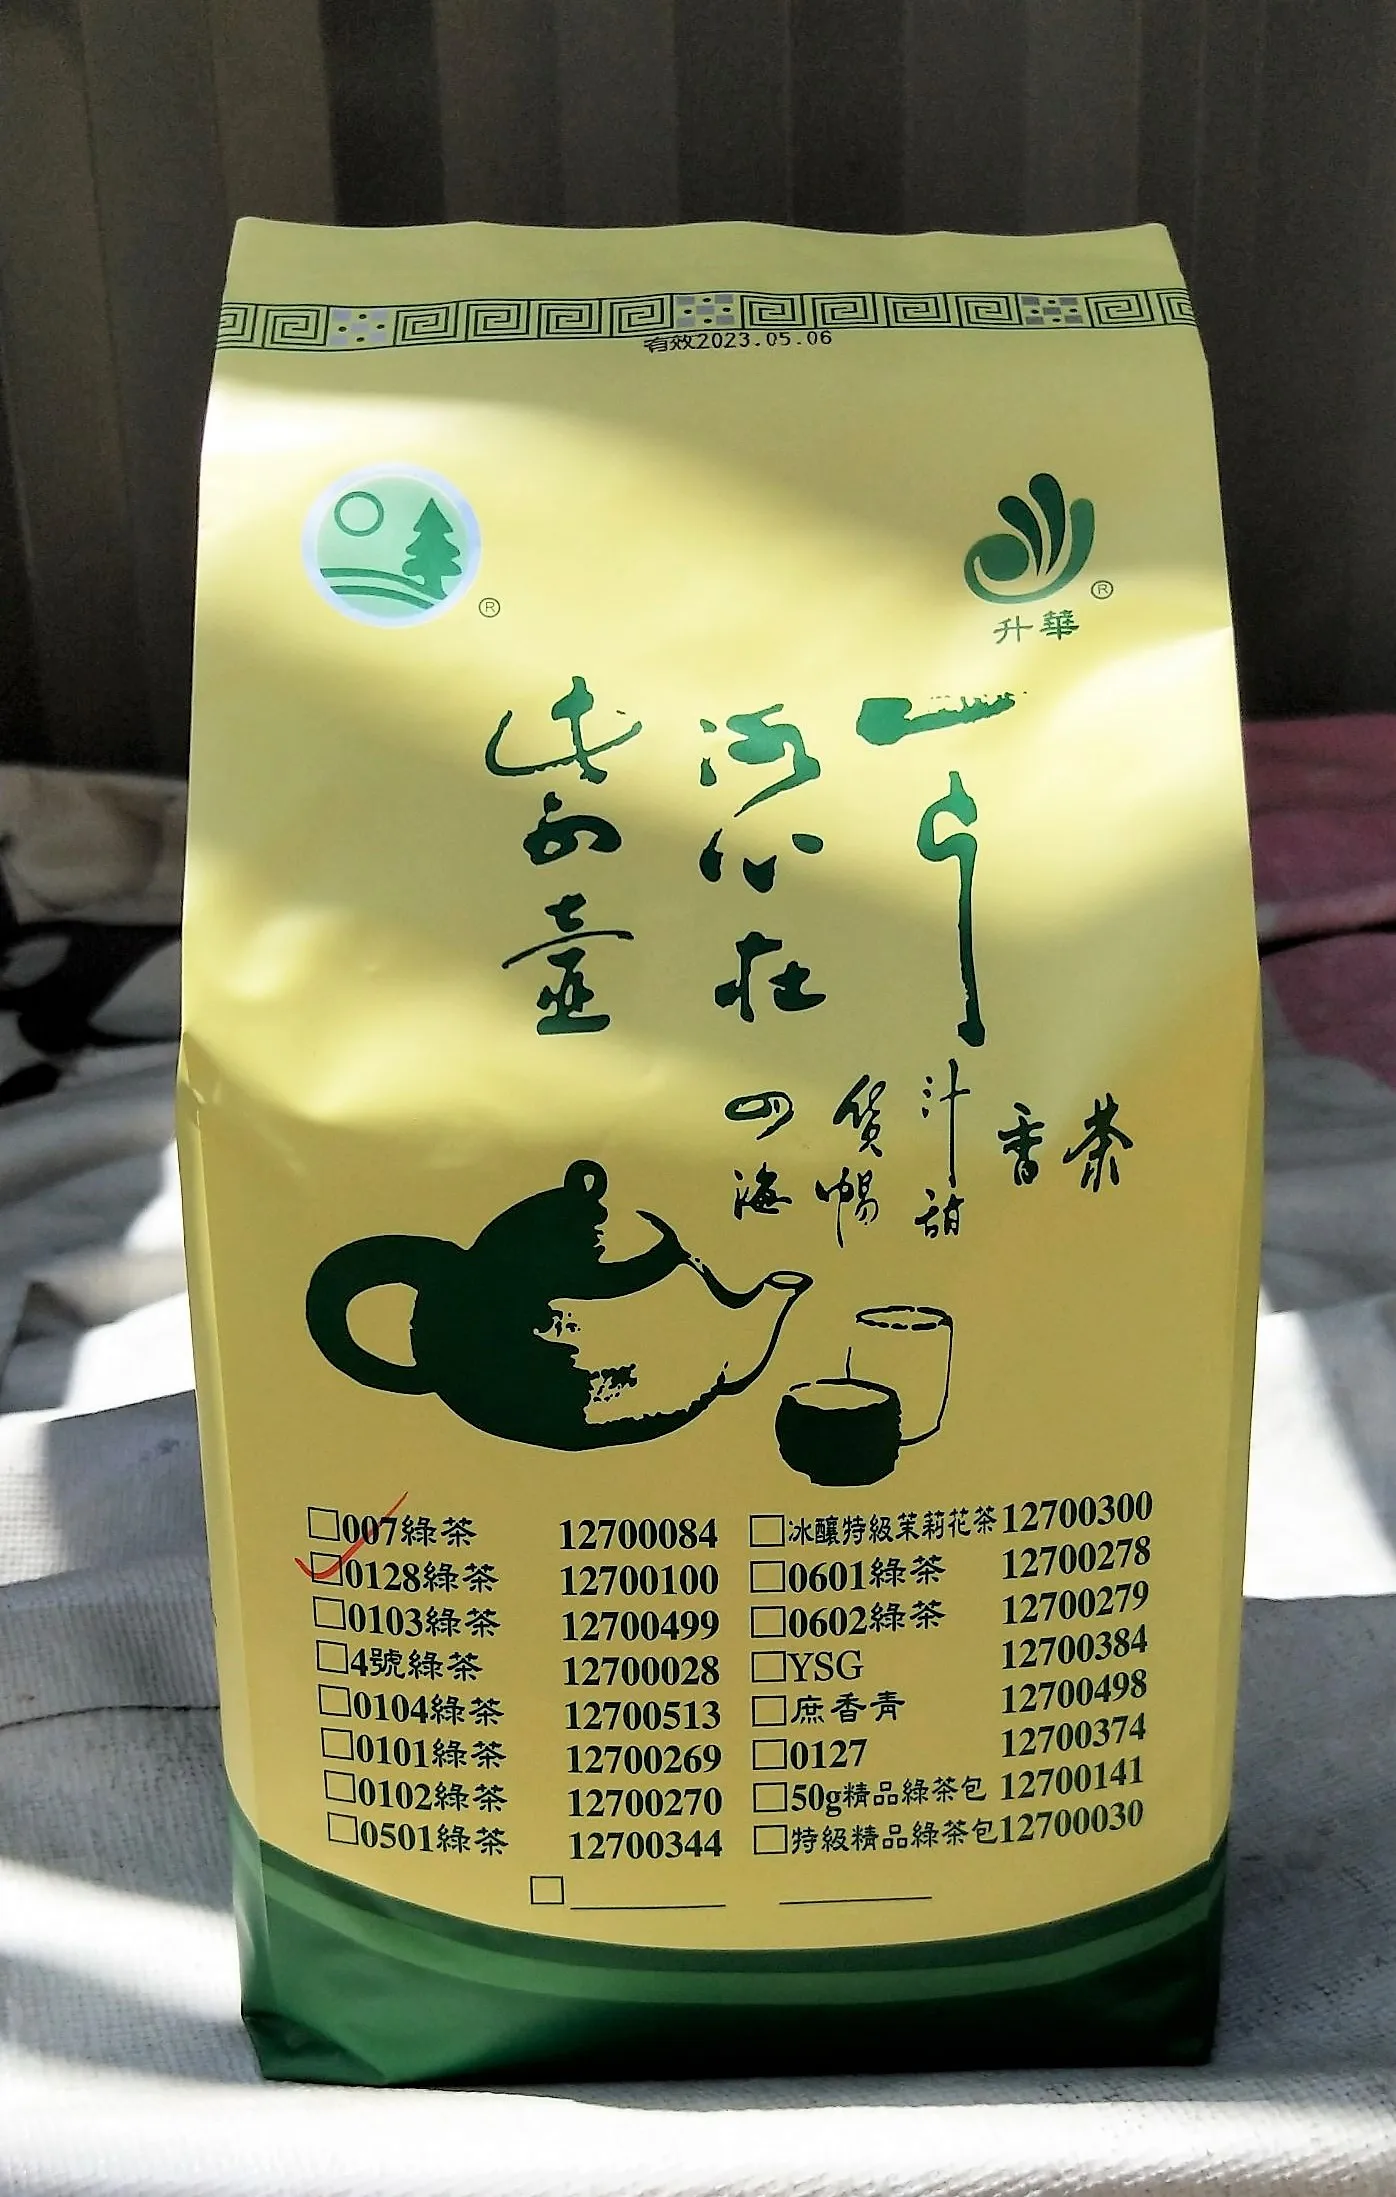 有效2023.05.06
®
升華®
一片
心在
壺
茶
香
汁甜
貨暢
四海
□007綠茶 12700084
□0128綠茶 12700100
□0103綠茶 12700499
□4號綠茶 12700028
□0104綠茶 12700513
□0101綠茶 12700269
□0102綠茶 12700270
□0501綠茶 12700344
□冰釀特級茉莉花茶 12700300
□0601綠茶 12700278
□0602綠茶 12700279
□YSG 12700384
□庶香青 12700498
□0127 12700374
□50g精品綠茶包 12700141
□特級精品綠茶包 12700030